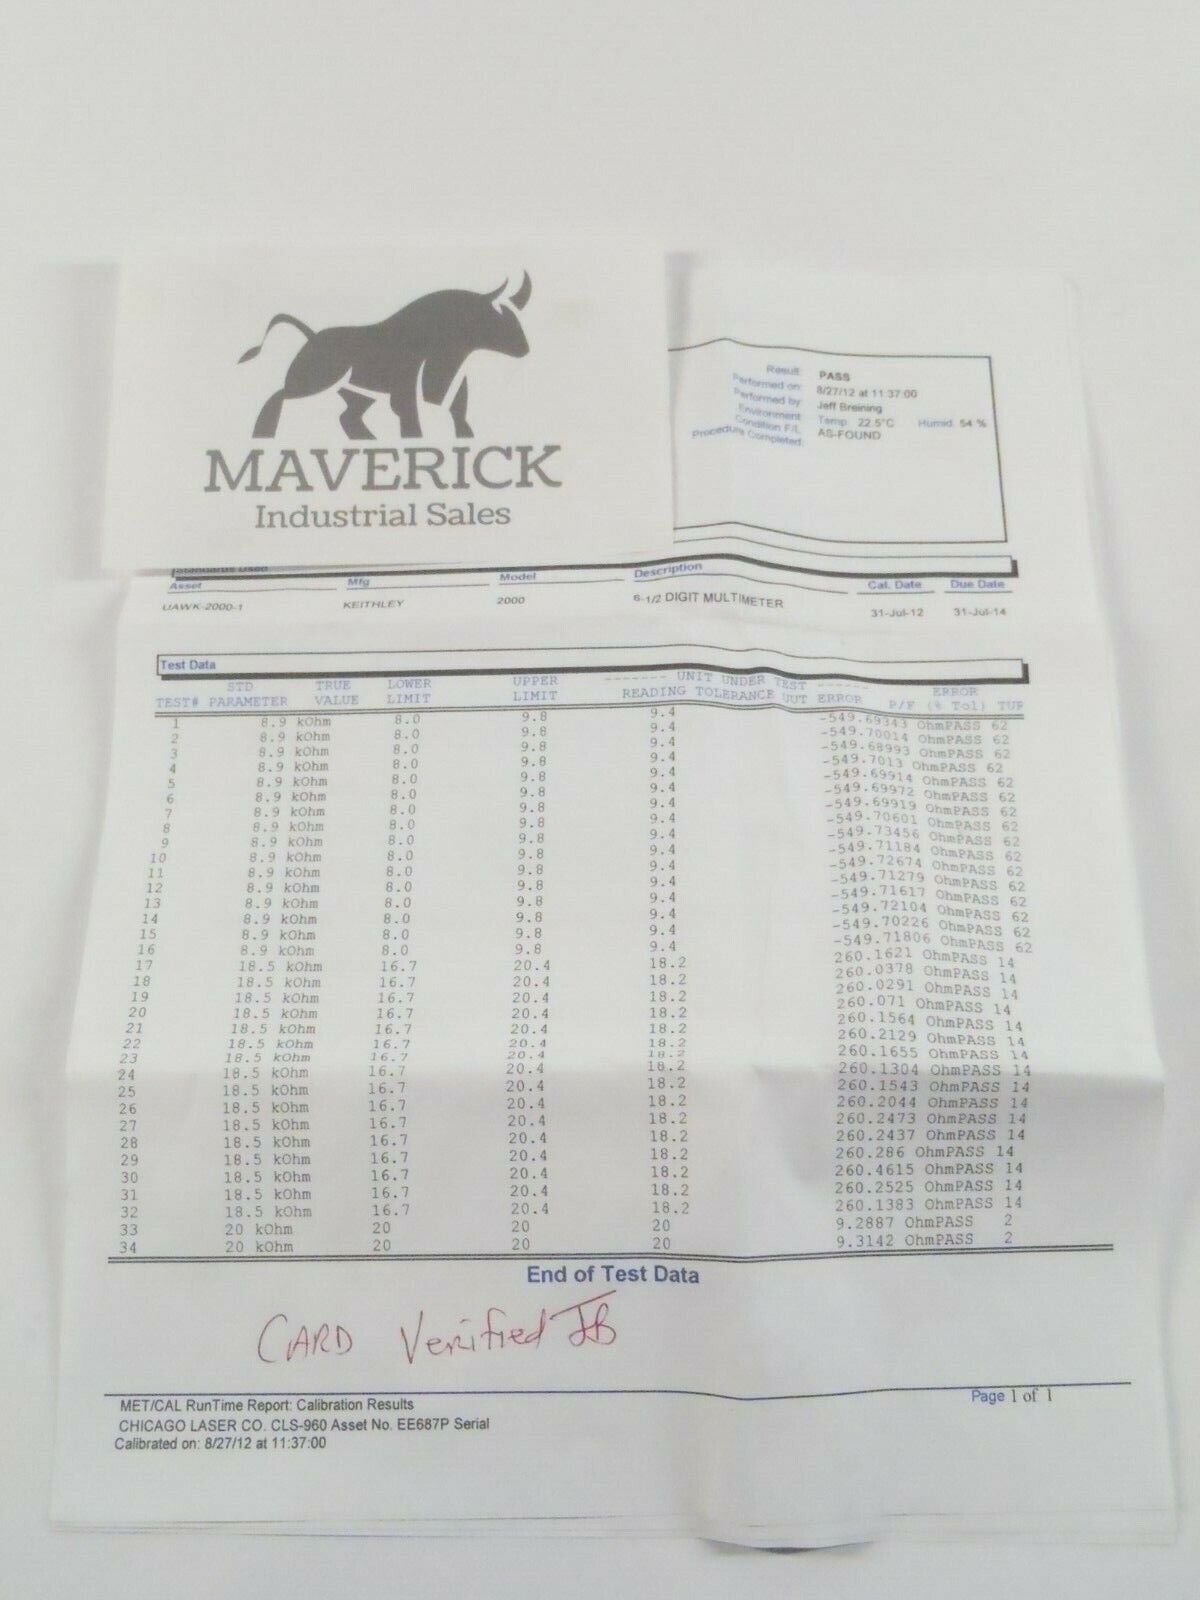 MAVERICK
Industrial Sales
Result: PASS
Performed on: 8/27/12 at 11:37:00
Performed by: Jeff Breining
Environment: Temp: 22.5°C Humid: 54 %
Condition F/L: AS-FOUND
Procedure Completed:
Standards Used
Asset Mfg Model Description Cal. Date Due Date
UAWK-2000-1 KEITHLEY 2000 6-1/2 DIGIT MULTIMETER 31-Jul-12 31-Jul-14
Test Data
STD TRUE LOWER UPPER ------- UNIT UNDER TEST ------ ERROR
TEST# PARAMETER VALUE LIMIT LIMIT READING TOLERANCE UUT ERROR P/F (% Tol) TUR
1 8.9 kOhm 8.0 9.8 9.4 -549.69343 OhmPASS 62
2 8.9 kOhm 8.0 9.8 9.4 -549.70014 OhmPASS 62
3 8.9 kOhm 8.0 9.8 9.4 -549.68993 OhmPASS 62
4 8.9 kOhm 8.0 9.8 9.4 -549.7013 OhmPASS 62
5 8.9 kOhm 8.0 9.8 9.4 -549.69914 OhmPASS 62
6 8.9 kOhm 8.0 9.8 9.4 -549.69972 OhmPASS 62
7 8.9 kOhm 8.0 9.8 9.4 -549.69919 OhmPASS 62
8 8.9 kOhm 8.0 9.8 9.4 -549.70601 OhmPASS 62
9 8.9 kOhm 8.0 9.8 9.4 -549.73456 OhmPASS 62
10 8.9 kOhm 8.0 9.8 9.4 -549.71184 OhmPASS 62
11 8.9 kOhm 8.0 9.8 9.4 -549.72674 OhmPASS 62
12 8.9 kOhm 8.0 9.8 9.4 -549.71279 OhmPASS 62
13 8.9 kOhm 8.0 9.8 9.4 -549.71617 OhmPASS 62
14 8.9 kOhm 8.0 9.8 9.4 -549.72104 OhmPASS 62
15 8.9 kOhm 8.0 9.8 9.4 -549.70226 OhmPASS 62
16 8.9 kOhm 8.0 9.8 9.4 -549.71806 OhmPASS 62
17 18.5 kOhm 16.7 20.4 18.2 260.1621 OhmPASS 14
18 18.5 kOhm 16.7 20.4 18.2 260.0378 OhmPASS 14
19 18.5 kOhm 16.7 20.4 18.2 260.0291 OhmPASS 14
20 18.5 kOhm 16.7 20.4 18.2 260.071 OhmPASS 14
21 18.5 kOhm 16.7 20.4 18.2 260.1564 OhmPASS 14
22 18.5 kOhm 16.7 20.4 18.2 260.2129 OhmPASS 14
23 18.5 kOhm 16.7 20.4 18.2 260.1655 OhmPASS 14
24 18.5 kOhm 16.7 20.4 18.2 260.1304 OhmPASS 14
25 18.5 kOhm 16.7 20.4 18.2 260.1543 OhmPASS 14
26 18.5 kOhm 16.7 20.4 18.2 260.2044 OhmPASS 14
27 18.5 kOhm 16.7 20.4 18.2 260.2473 OhmPASS 14
28 18.5 kOhm 16.7 20.4 18.2 260.2437 OhmPASS 14
29 18.5 kOhm 16.7 20.4 18.2 260.286 OhmPASS 14
30 18.5 kOhm 16.7 20.4 18.2 260.4615 OhmPASS 14
31 18.5 kOhm 16.7 20.4 18.2 260.2525 OhmPASS 14
32 18.5 kOhm 16.7 20.4 18.2 260.1383 OhmPASS 14
33 20 kOhm 20 20 20 9.2887 OhmPASS 2
34 20 kOhm 20 20 20 9.3142 OhmPASS 2
End of Test Data
CARD Verified JB
MET/CAL RunTime Report: Calibration Results Page 1 of 1
CHICAGO LASER CO. CLS-960 Asset No. EE687P Serial
Calibrated on: 8/27/12 at 11:37:00